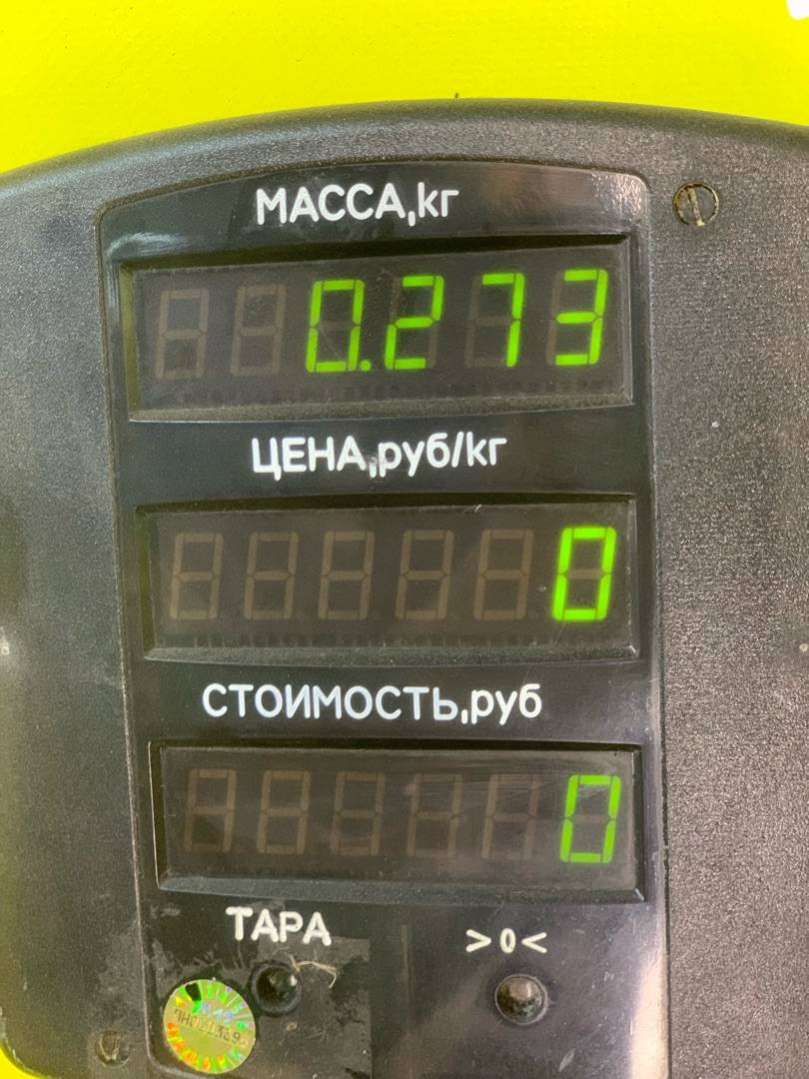 МАССА,кг
0.273
ЦЕНА,руб/кг
0
СТОИМОСТЬ,руб
0
ТАРА >0<